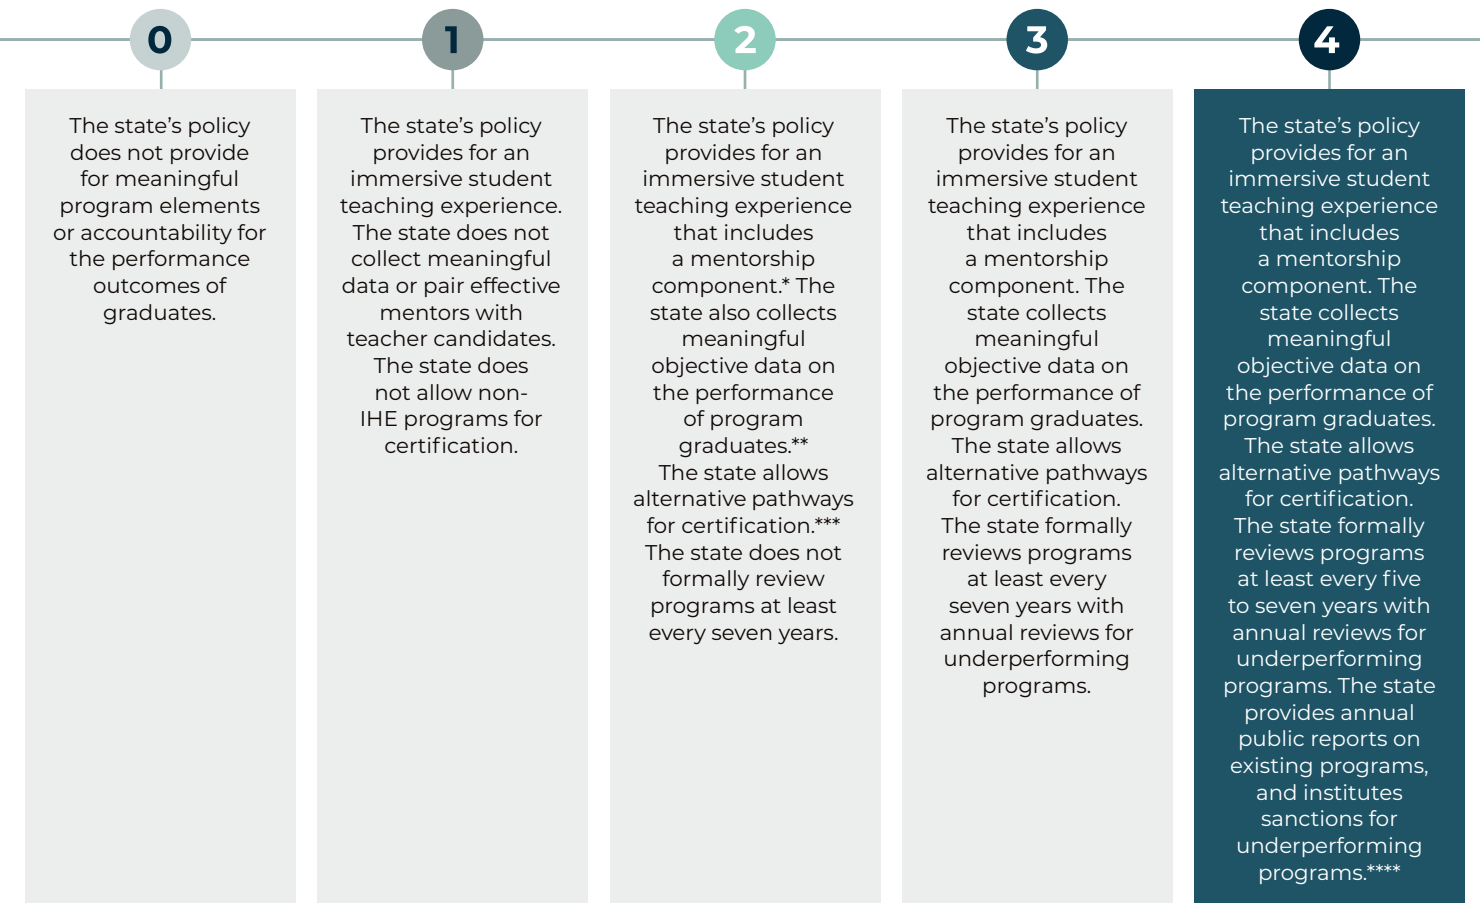 0
The state's policy
does not provide
for meaningful
program elements
or accountability for
the performance
outcomes of
graduates.
1
The state's policy
provides for an
immersive student
teaching experience.
The state does not
collect meaningful
data or pair effective
mentors with
teacher candidates.
The state does
not allow non-
IHE programs for
certification.
2
The state's policy
provides for an
immersive student
teaching experience
that includes
a mentorship
component.* The
state also collects
meaningful
objective data on
the performance
of program
graduates.**
The state allows
alternative pathways
for certification.***
The state does not
formally review
programs at least
every seven years.
3
The state's policy
provides for an
immersive student
teaching experience
that includes
a mentorship
component. The
state collects
meaningful
objective data on
the performance of
program graduates.
The state allows
alternative pathways
for certification.
The state formally
reviews programs
at least every
seven years with
annual reviews for
underperforming
programs.
4
The state's policy
provides for an
immersive student
teaching experience
that includes
a mentorship
component. The
state collects
meaningful
objective data on
the performance of
program graduates.
The state allows
alternative pathways
for certification.
The state formally
reviews programs
at least every five
to seven years with
annual reviews for
underperforming
programs. The state
provides annual
public reports on
existing programs,
and institutes
sanctions for
underperforming
programs.****